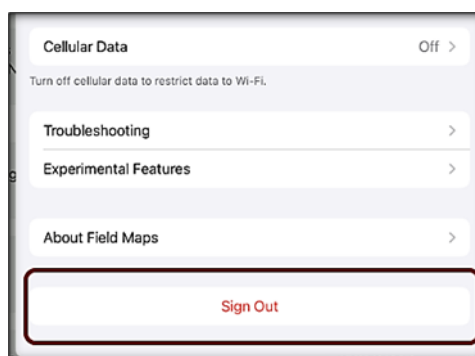 Cellular Data
Off
Turn off cellular data to restrict data to Wi-Fi.
Troubleshooting
Experimental Features
About Field Maps
Sign Out